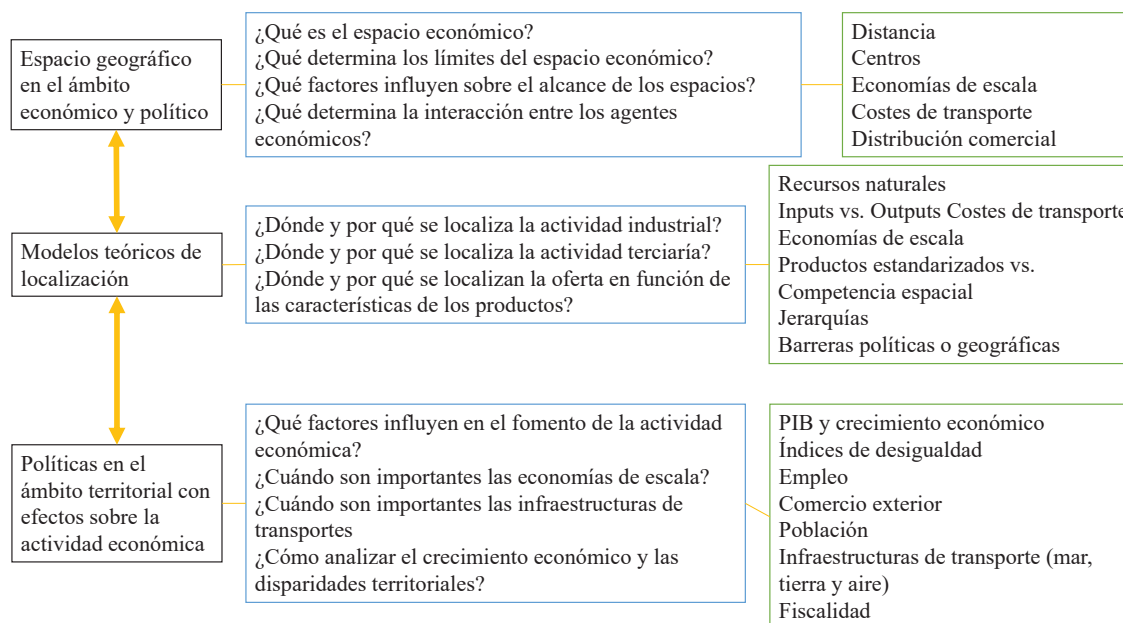 Espacio geográfico
en el ámbito
económico y político
¿Qué es el espacio económico?
¿Qué determina los límites del espacio económico?
¿Qué factores influyen sobre el alcance de los espacios?
¿Qué determina la interacción entre los agentes
económicos?
Distancia
Centros
Economías de escala
Costes de transporte
Distribución comercial
Modelos teóricos de
localización
¿Dónde y por qué se localiza la actividad industrial?
¿Dónde y por qué se localiza la actividad terciaría?
¿Dónde y por qué se localizan la oferta en función de
las características de los productos?
Recursos naturales
Inputs vs. Outputs Costes de transporte
Economías de escala
Productos estandarizados vs.
Competencia espacial
Jerarquías
Barreras políticas o geográficas
Políticas en el
ámbito territorial con
efectos sobre la
actividad económica
¿Qué factores influyen en el fomento de la actividad
económica?
¿Cuándo son importantes las economías de escala?
¿Cuándo son importantes las infraestructuras de
transportes
¿Cómo analizar el crecimiento económico y las
disparidades territoriales?
PIB y crecimiento económico
Índices de desigualdad
Empleo
Comercio exterior
Población
Infraestructuras de transporte (mar,
tierra y aire)
Fiscalidad